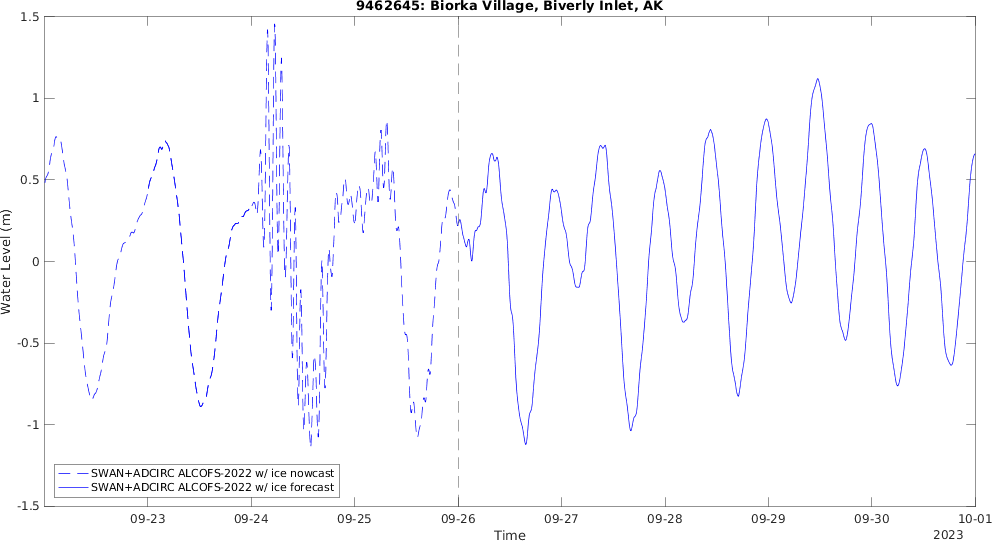 9462645: Biorka Village, Biverly Inlet, AK
Water Level (m)
1.5
1
0.5
0
-0.5
-1
-1.5
SWAN+ADCIRC ALCOFS-2022 w/ ice nowcast
SWAN+ADCIRC ALCOFS-2022 w/ ice forecast
09-23 09-24 09-25 09-26 09-27 09-28 09-29 09-30 10-01
Time
2023